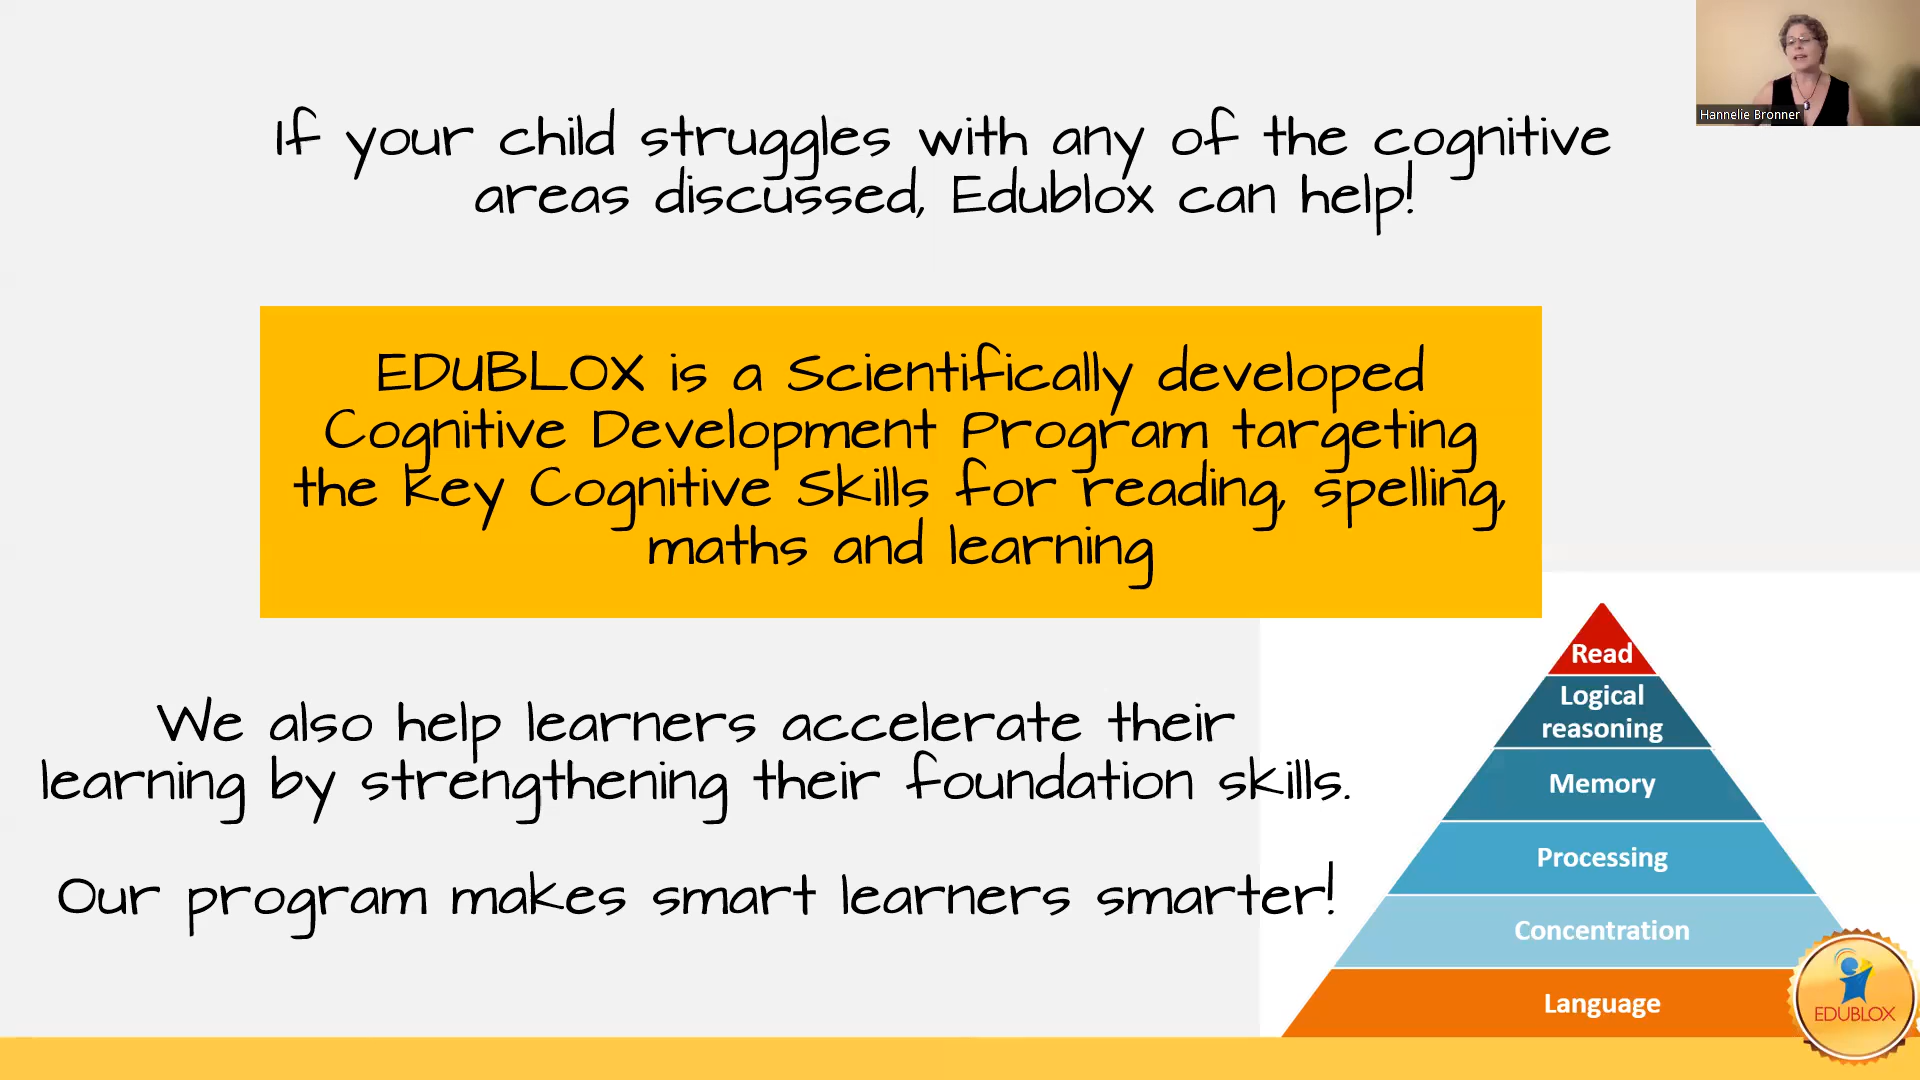 Hannelie Bronner
If your child struggles with any of the cognitive
areas discussed, Edublox can help!
EDUBLOX is a Scientifically developed
Cognitive Development Program targeting
the key Cognitive Skills for reading, spelling,
maths and learning
We also help learners accelerate their
learning by strengthening their foundation skills.
Our program makes smart learners smarter!
Read
Logical
reasoning
Memory
Processing
Concentration
Language
EDUBLOX